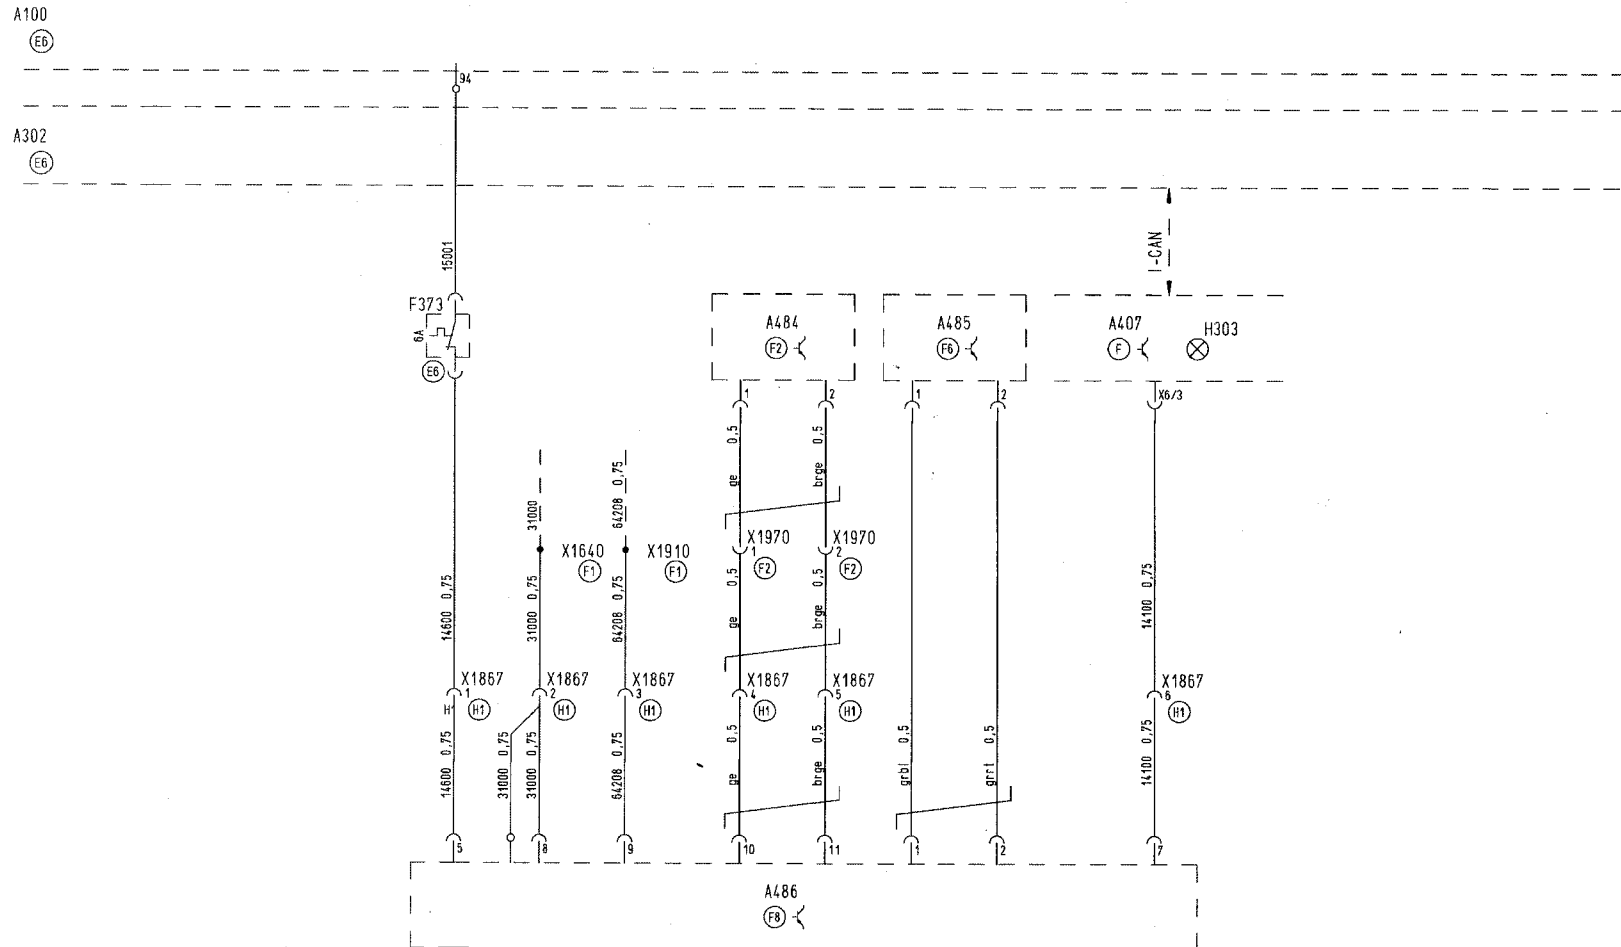 A100
E6
94
A302
E6
15001
I-CAN
F373
6A
E6
A484
F2
A485
F6
A407
F
H303
1
2
1
2
X6/3
ge 0,5
brge 0,5
31000
64208 0,75
X1640
F1
X1910
F1
X1970
1
F2
X1970
2
F2
14600 0,75
31000 0,75
64208 0,75
ge 0,5
brge 0,5
14100 0,75
X1867
1
H1
H1
X1867
2
H1
X1867
3
H1
X1867
4
H1
X1867
5
H1
X1867
6
H1
14600 0,75
31000 0,75
31000 0,75
64208 0,75
ge 0,5
brge 0,5
grbl 0,5
grrt 0,5
14100 0,75
5
8
9
10
11
1
2
7
A486
F8